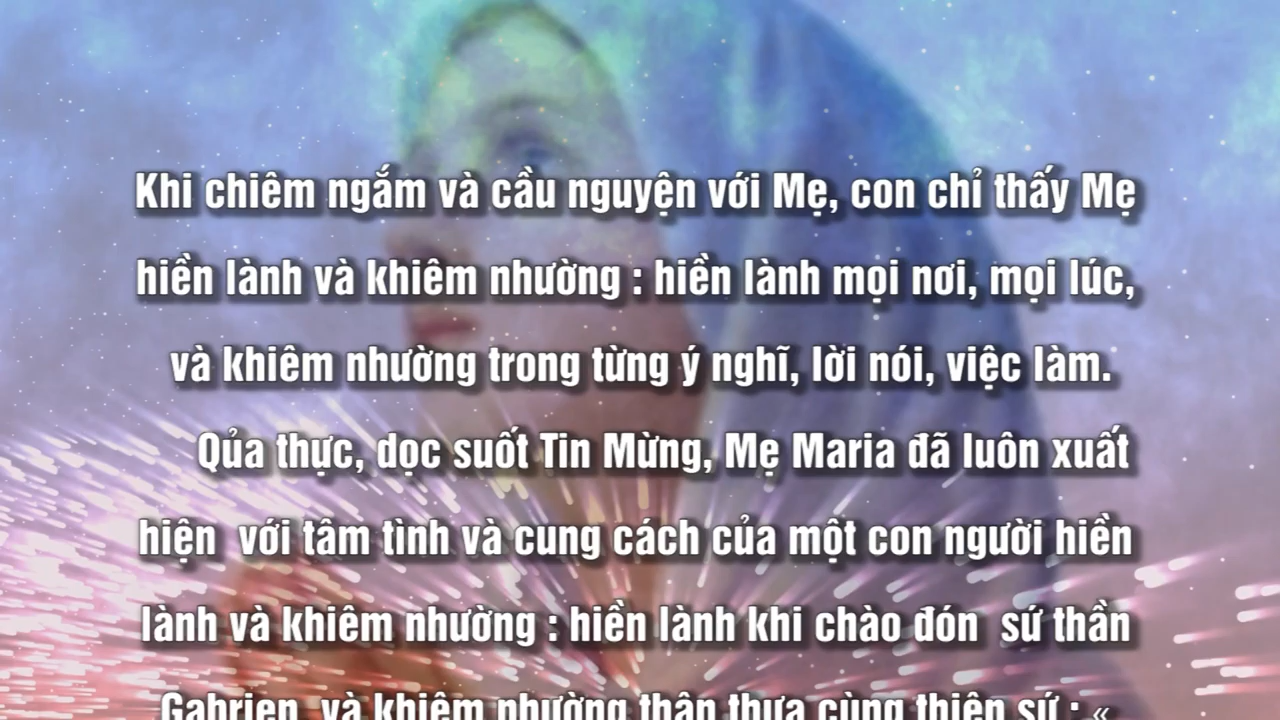 Khi chiêm ngắm và cầu nguyện với Mẹ, con chỉ thấy Mẹ
hiền lành và khiêm nhường : hiền lành mọi nơi, mọi lúc,
và khiêm nhường trong từng ý nghĩ, lời nói, việc làm.
Qủa thực, dọc suốt Tin Mừng, Mẹ Maria đã luôn xuất
hiện với tâm tình và cung cách của một con người hiền
lành và khiêm nhường : hiền lành khi chào đón sứ thần
Gabrien, và khiêm nhường thân thưa cùng thiên sứ : «